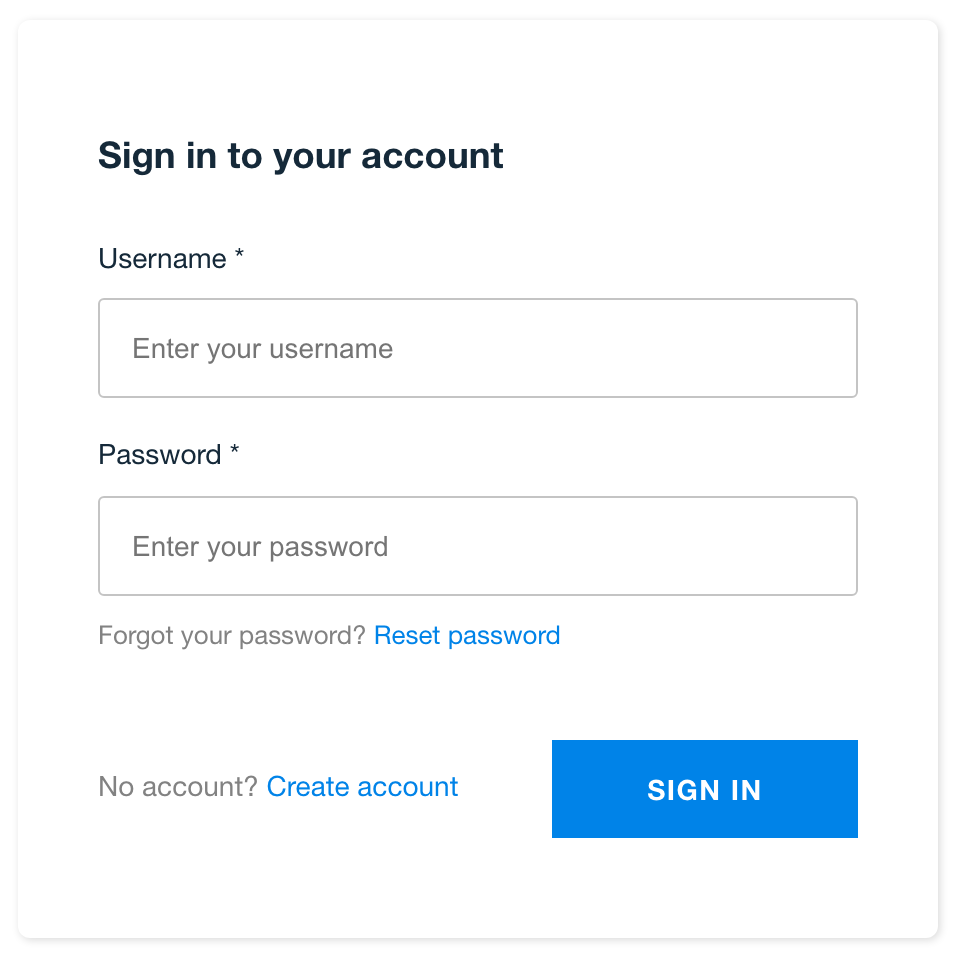 Sign in to your account
Username *
Enter your username
Password *
Enter your password
Forgot your password? Reset password
No account? Create account
SIGN IN